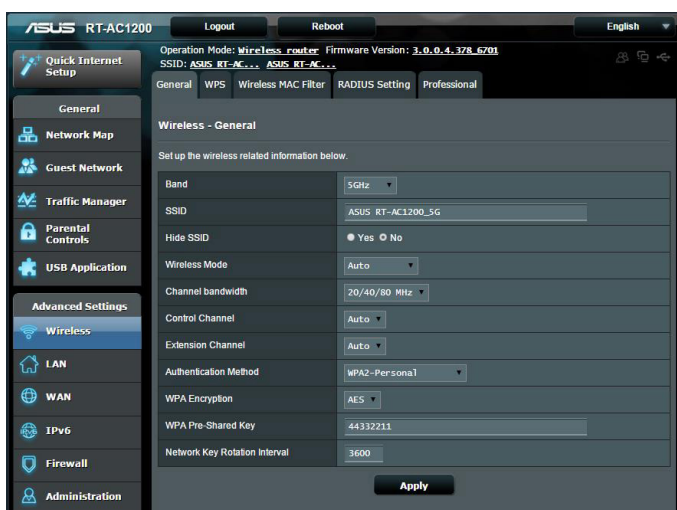 ASUS RT-AC1200 Logout Reboot English
Quick Internet Setup
Operation Mode: Wireless router Firmware Version: 3.0.0.4.378_6701
SSID: ASUS RT-AC... ASUS RT-AC...
General WPS Wireless MAC Filter RADIUS Setting Professional
General
Network Map
Guest Network
Traffic Manager
Parental Controls
USB Application
Advanced Settings
Wireless
LAN
WAN
IPv6
Firewall
Administration
Wireless - General
Set up the wireless related information below.
Band 5GHz
SSID ASUS RT-AC1200_5G
Hide SSID Yes No
Wireless Mode Auto
Channel bandwidth 20/40/80 MHz
Control Channel Auto
Extension Channel Auto
Authentication Method WPA2-Personal
WPA Encryption AES
WPA Pre-Shared Key 44332211
Network Key Rotation Interval 3600
Apply